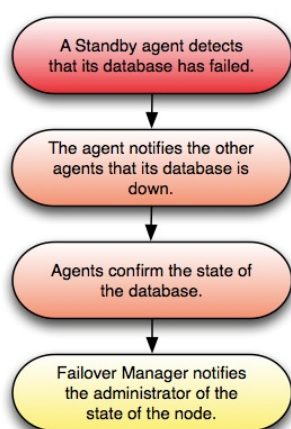 A Standby agent detects
that its database has failed.
The agent notifies the other
agents that its database is
down.
Agents confirm the state of
the database.
Failover Manager notifies
the administrator of the
state of the node.